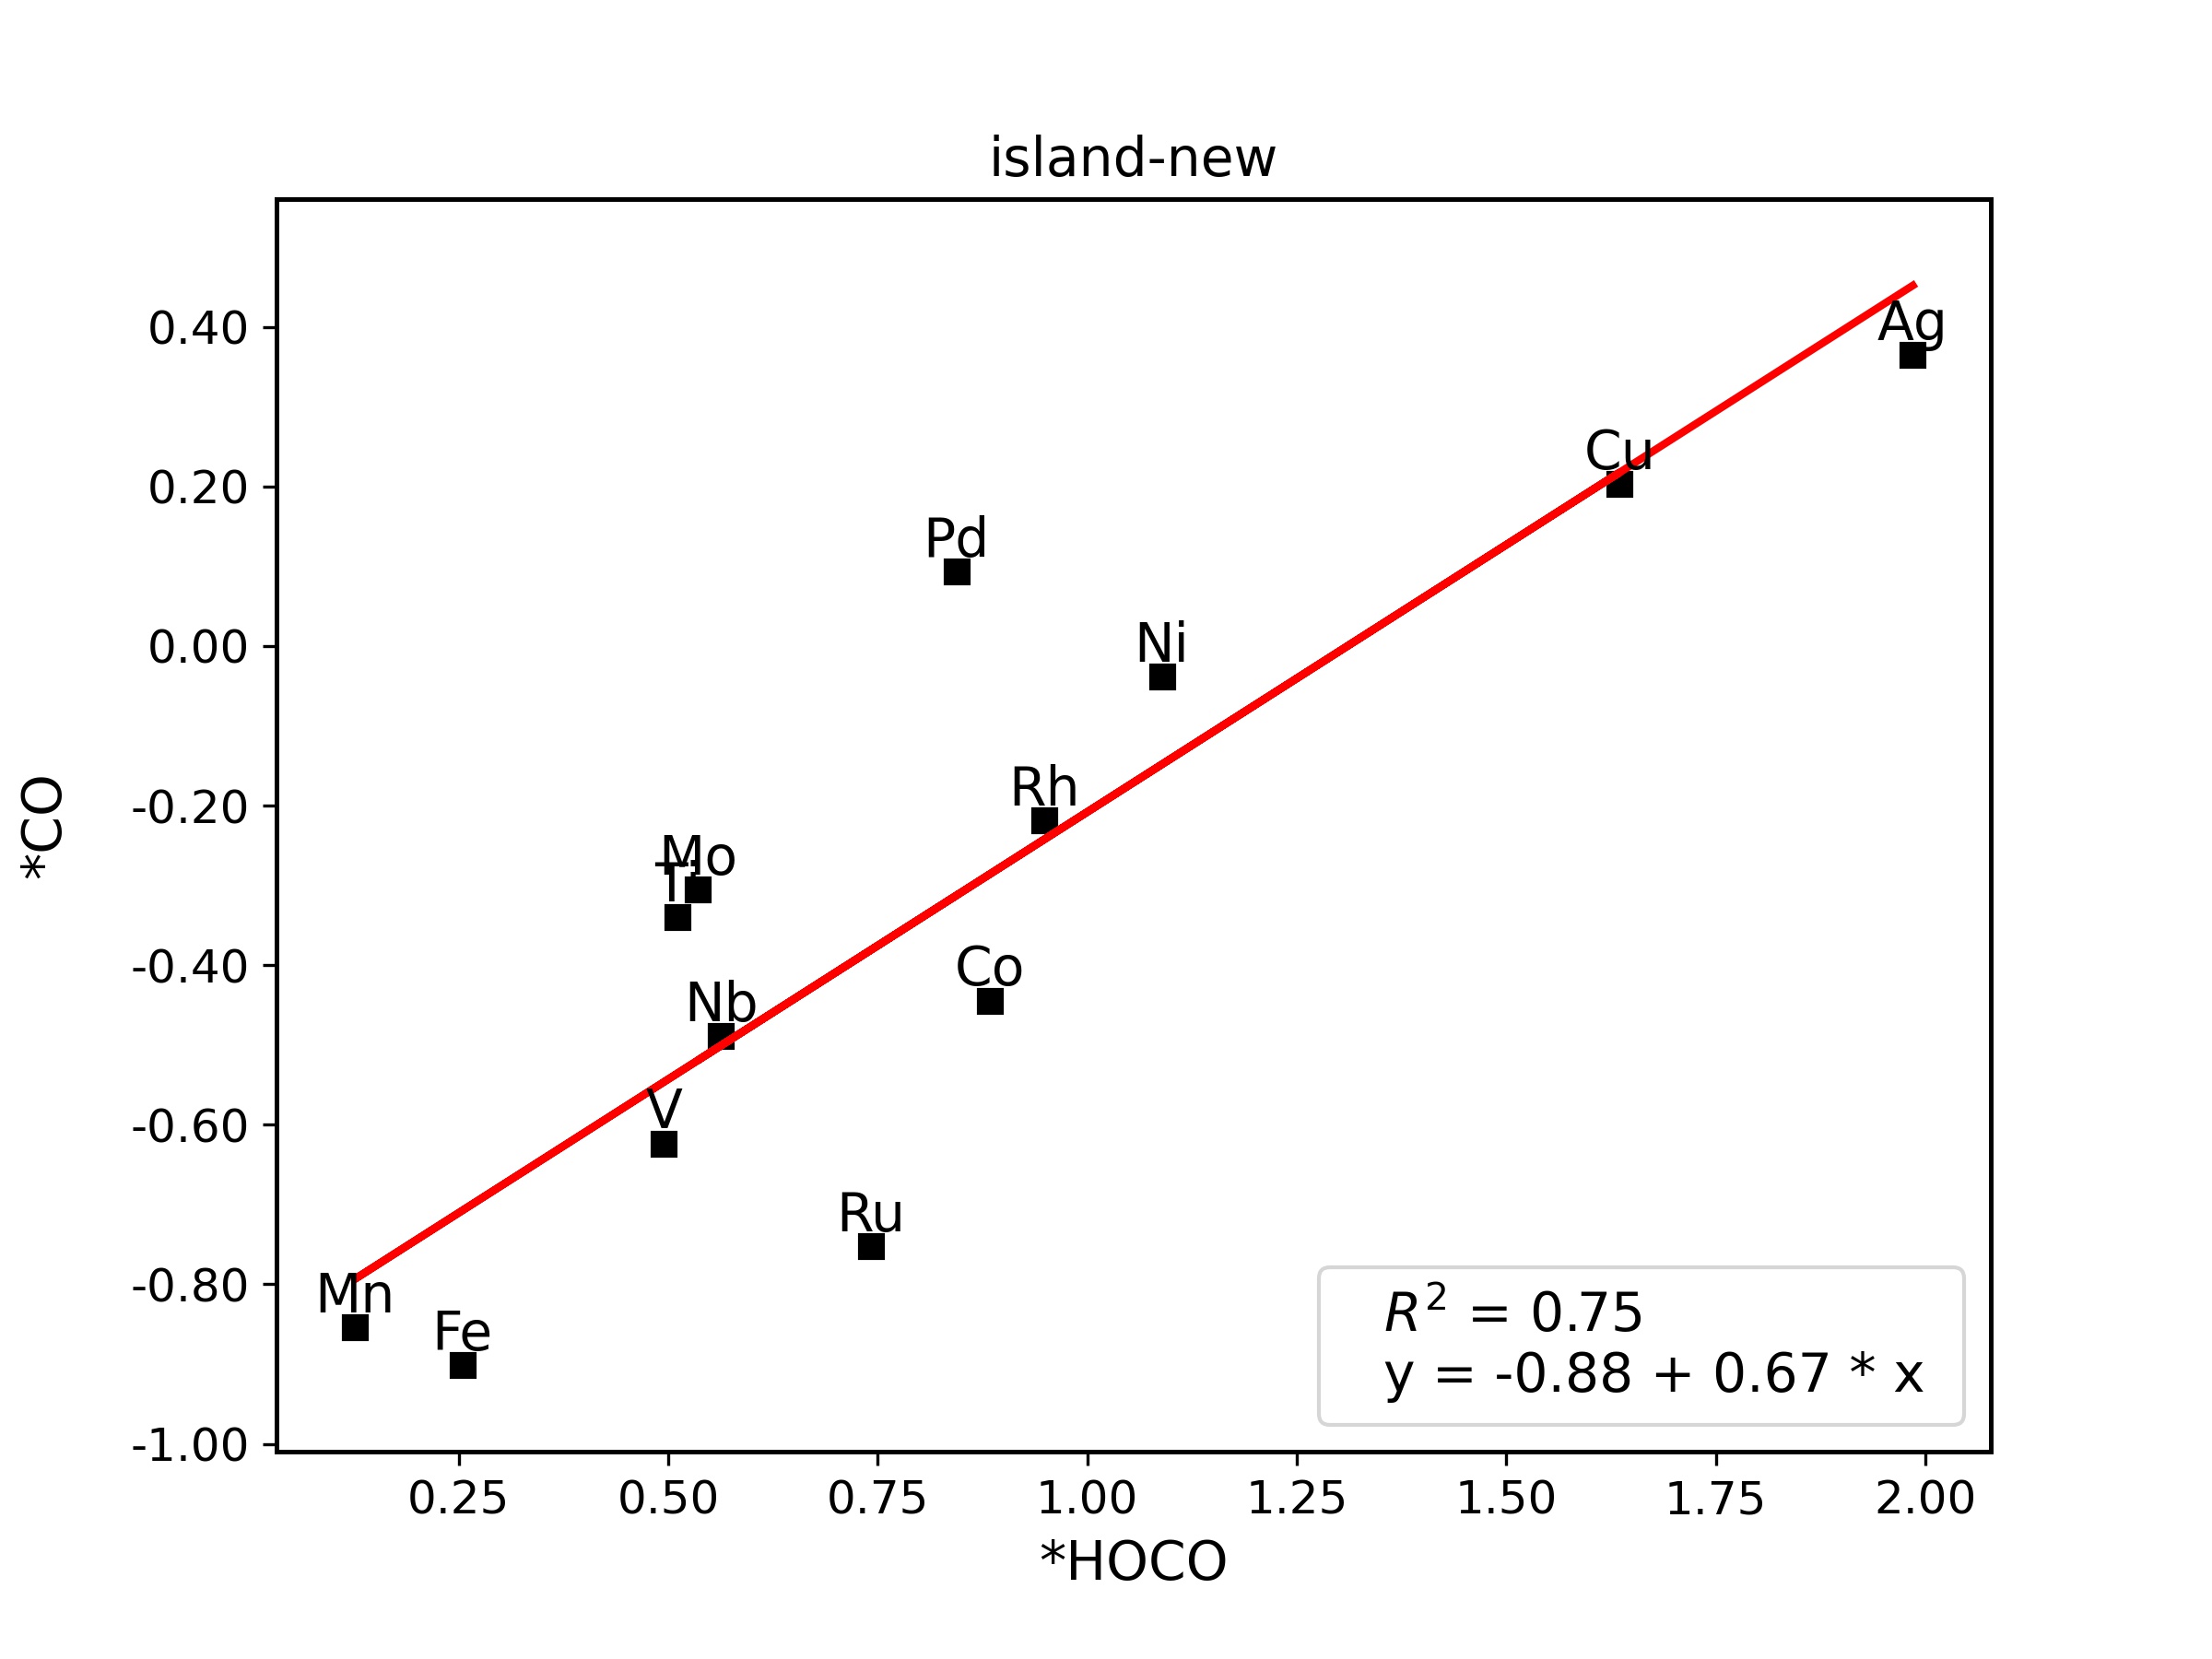 island-new
0.40
0.20
0.00
-0.20
-0.40
-0.60
-0.80
-1.00
*CO
Ag
Cu
Pd
Ni
Rh
Mo
Ti
Co
Nb
V
Ru
Mn
Fe
R² = 0.75
y = -0.88 + 0.67 * x
0.25 0.50 0.75 1.00 1.25 1.50 1.75 2.00
*HOCO